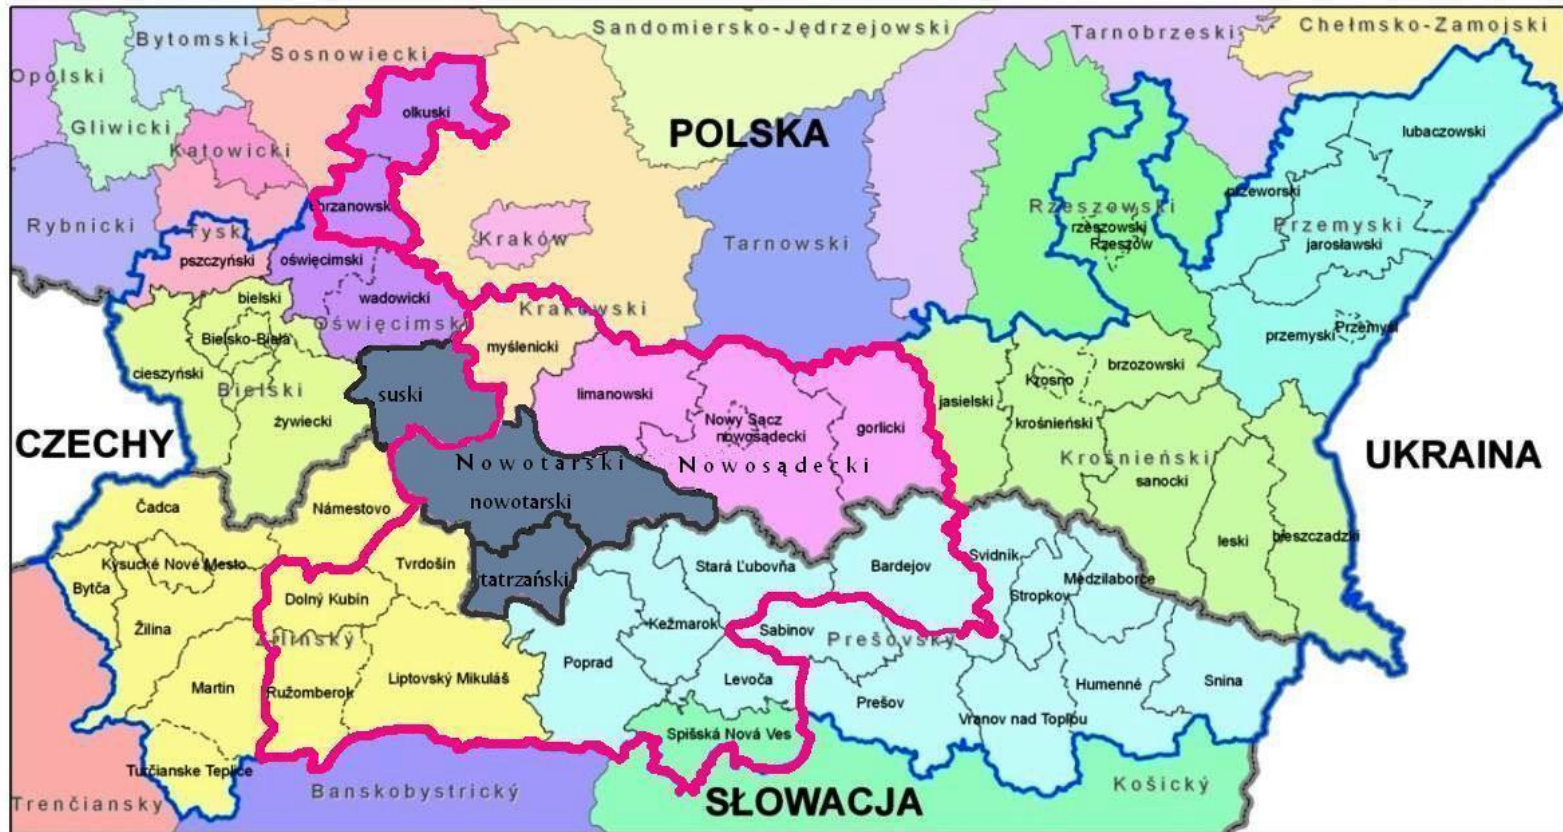 Sandomiersko-Jędrzejowski
Chełmsko-Zamojski
Bytomski
Tarnobrzeski
Sosnowiecki
Opolski
olkuski
Gliwicki
POLSKA
lubaczowski
Katowicki
przeworski
Rybnicki
Tysk
Kraków
Tarnowski
Rzeszowski
rzeszowski
Rzeszów
Przemyski
jarosławski
pszczyński
oświęcimski
bielski
wadowicki
Oświęcimski
Krakowski
Bielsko-Biała
myślenicki
przemyski
Przemyśl
cieszyński
Bielski
suski
limanowski
jasielski
Krosno
brzozowski
żywiecki
Nowy Sącz
nowosądecki
gorlicki
krośnieński
CZECHY
UKRAINA
Nowotarski
Nowosądecki
Krośnieński
sanocki
nowotarski
Čadca
Námestovo
leski
bieszczadzki
Kysucké Nové Mesto
Tvrdošín
Stará Ľubovňa
Bardejov
Svidník
Bytča
tatrzański
Medzilaborce
Dolný Kubín
Stropkov
Žilina
Žilinský
Kežmarok
Sabinov
Prešovský
Poprad
Martin
Ružomberok
Liptovský Mikuláš
Levoča
Prešov
Humenné
Snina
Vranov nad Topľou
Spišská Nová Ves
Turčianske Teplice
Trenčiansky
Banskobystrický
SŁOWACJA
Košický